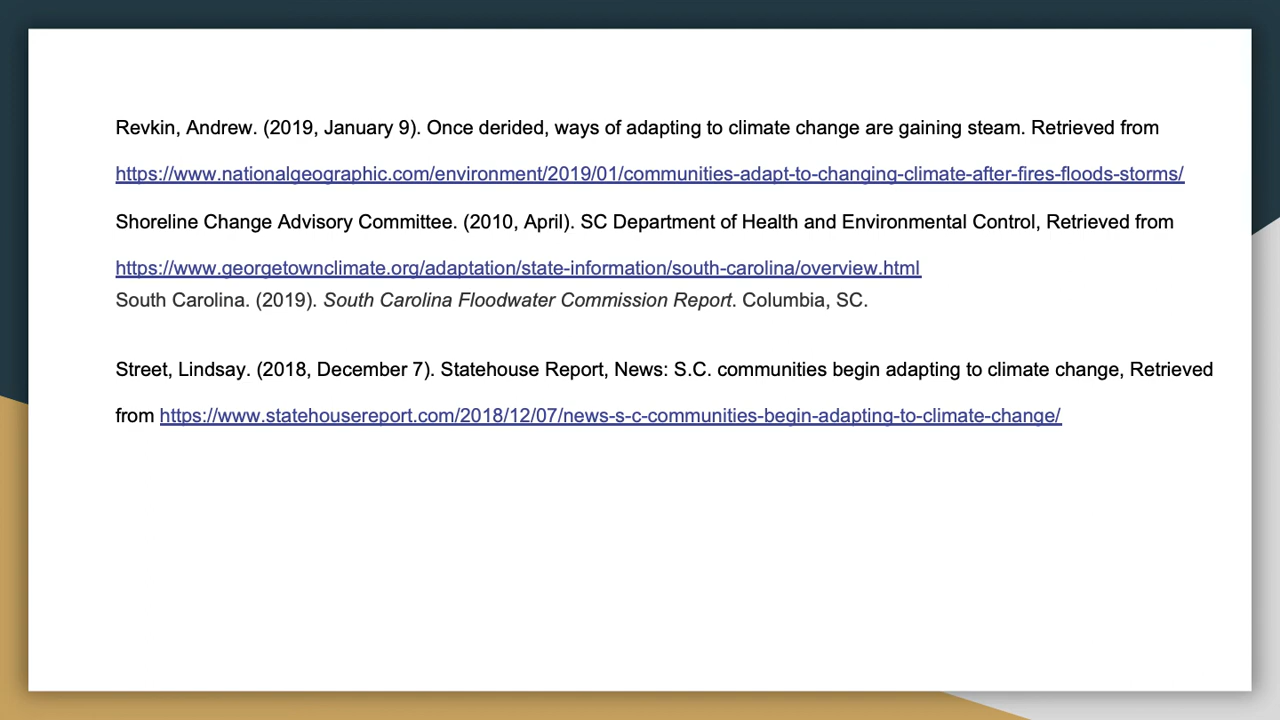 Revkin, Andrew. (2019, January 9). Once derided, ways of adapting to climate change are gaining steam. Retrieved from
https://www.nationalgeographic.com/environment/2019/01/communities-adapt-to-changing-climate-after-fires-floods-storms/
Shoreline Change Advisory Committee. (2010, April). SC Department of Health and Environmental Control, Retrieved from
https://www.georgetownclimate.org/adaptation/state-information/south-carolina/overview.html
South Carolina. (2019). South Carolina Floodwater Commission Report. Columbia, SC.
Street, Lindsay. (2018, December 7). Statehouse Report, News: S.C. communities begin adapting to climate change, Retrieved
from https://www.statehousereport.com/2018/12/07/news-s-c-communities-begin-adapting-to-climate-change/